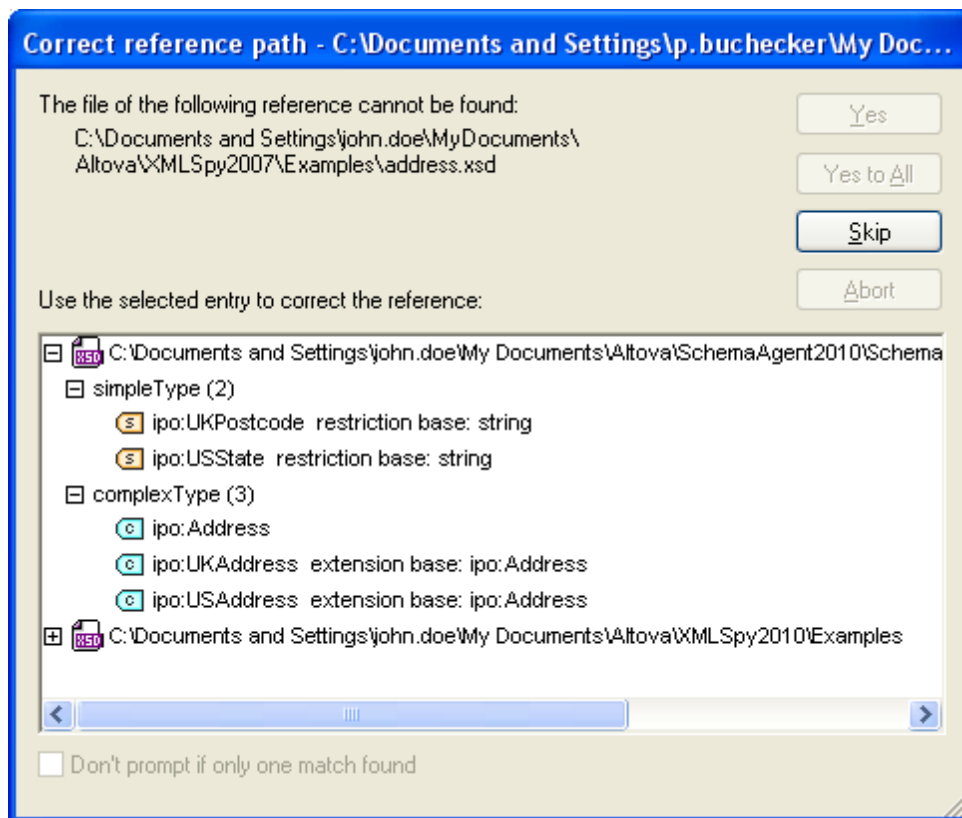 Correct reference path - C:\Documents and Settings\p.buchecker\My Doc...
The file of the following reference cannot be found:
C:\Documents and Settings\john.doe\MyDocuments\
Altova\XMLSpy2007\Examples\address.xsd
Yes
Yes to All
Skip
Abort
Use the selected entry to correct the reference:
XSD C:\Documents and Settings\john.doe\My Documents\Altova\SchemaAgent2010\Schema
simpleType (2)
s ipo:UKPostcode restriction base: string
s ipo:USState restriction base: string
complexType (3)
c ipo:Address
c ipo:UKAddress extension base: ipo:Address
c ipo:USAddress extension base: ipo:Address
XSD C:\Documents and Settings\john.doe\My Documents\Altova\XMLSpy2010\Examples
Don't prompt if only one match found